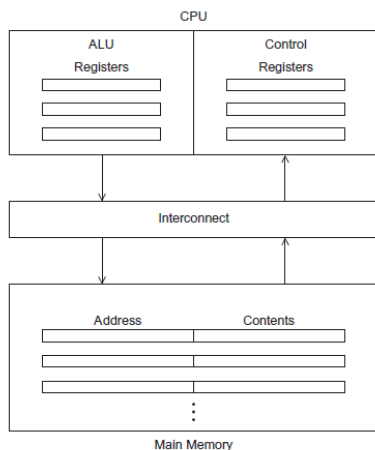 CPU
ALU Control
Registers Registers
Interconnect
Address Contents
Main Memory